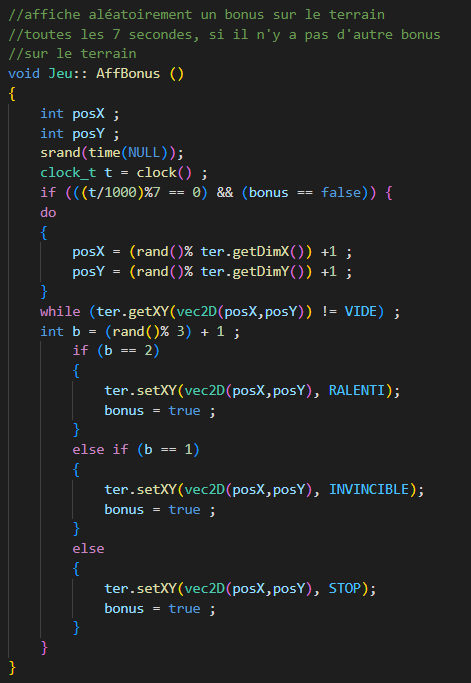 //affiche aléatoirement un bonus sur le terrain
//toutes les 7 secondes, si il n'y a pas d'autre bonus
//sur le terrain
void Jeu:: AffBonus ()
{
    int posX ;
    int posY ;
    srand(time(NULL));
    clock_t t = clock() ;
    if (((t/1000)%7 == 0) && (bonus == false)) {
    do
    {
        posX = (rand()% ter.getDimX()) +1 ;
        posY = (rand()% ter.getDimY()) +1 ;
    }
    while (ter.getXY(vec2D(posX,posY)) != VIDE) ;
    int b = (rand()% 3) + 1 ;
        if (b == 2)
        {
            ter.setXY(vec2D(posX,posY), RALENTI);
            bonus = true ;
        }
        else if (b == 1)
        {
            ter.setXY(vec2D(posX,posY), INVINCIBLE);
            bonus = true ;
        }
        else
        {
            ter.setXY(vec2D(posX,posY), STOP);
            bonus = true ;
        }
    }
}